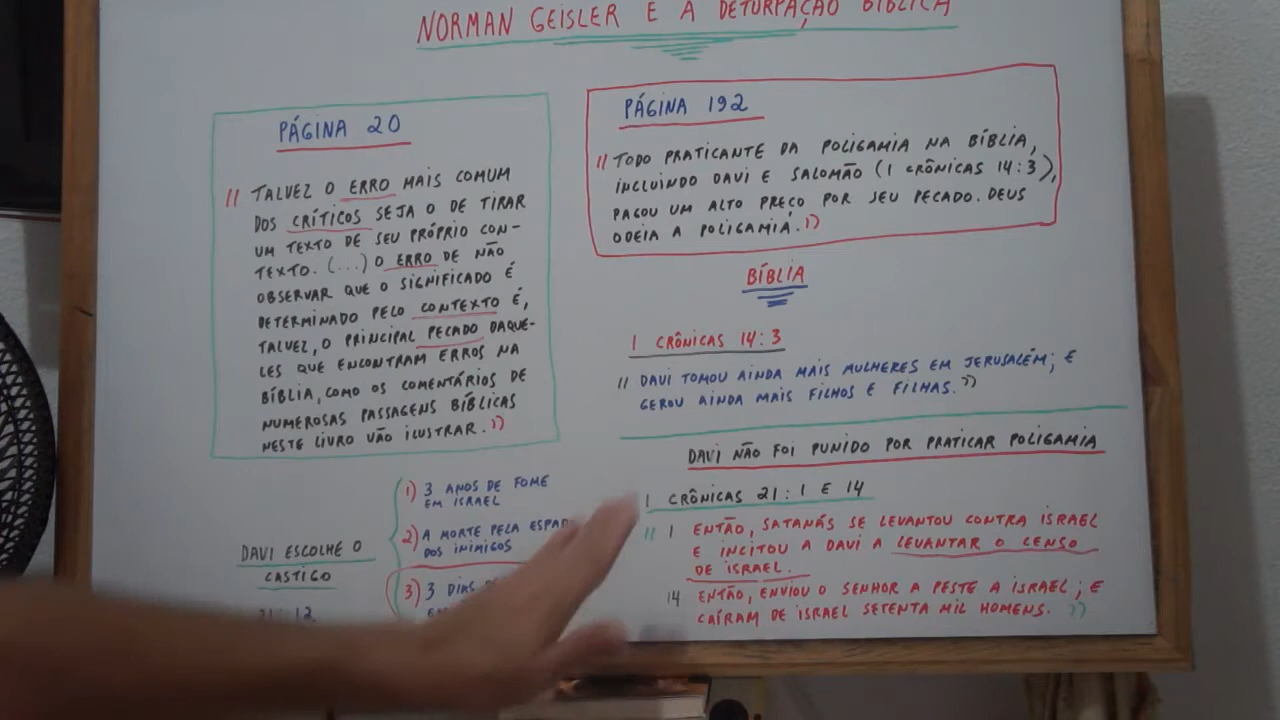 NORMAN GEISLER E A DETURPAÇÃO BÍBLICA
PÁGINA 20
" TALVEZ O ERRO MAIS COMUM
DOS CRÍTICOS SEJA O DE TIRAR
UM TEXTO DE SEU PRÓPRIO CON-
TEXTO. (...) O ERRO DE NÃO
OBSERVAR QUE O SIGNIFICADO É
DETERMINADO PELO CONTEXTO É,
TALVEZ, O PRINCIPAL PECADO DAQUE-
LES QUE ENCONTRAM ERROS NA
BÍBLIA, COMO OS COMENTÁRIOS DE
NUMEROSAS PASSAGENS BÍBLICAS
NESTE LIVRO VÃO ILUSTRAR. "
DAVI ESCOLHE O
CASTIGO
21:12
1) 3 ANOS DE FOME
EM ISRAEL
2) A MORTE PELA ESPADA
DOS INIMIGOS
3) 3 DIAS
PÁGINA 192
" TODO PRATICANTE DA POLIGAMIA NA BÍBLIA,
INCLUINDO DAVI E SALOMÃO (1 CRÔNICAS 14:3),
PAGOU UM ALTO PREÇO POR SEU PECADO. DEUS
ODEIA A POLIGAMIA. "
BÍBLIA
1 CRÔNICAS 14:3
" DAVI TOMOU AINDA MAIS MULHERES EM JERUSALÉM; E
GEROU AINDA MAIS FILHOS E FILHAS. "
DAVI NÃO FOI PUNIDO POR PRATICAR POLIGAMIA
1 CRÔNICAS 21:1 E 14
" 1 ENTÃO, SATANÁS SE LEVANTOU CONTRA ISRAEL
E INCITOU A DAVI A LEVANTAR O CENSO
DE ISRAEL.
14 ENTÃO, ENVIOU O SENHOR A PESTE A ISRAEL; E
CAÍRAM DE ISRAEL SETENTA MIL HOMENS. "